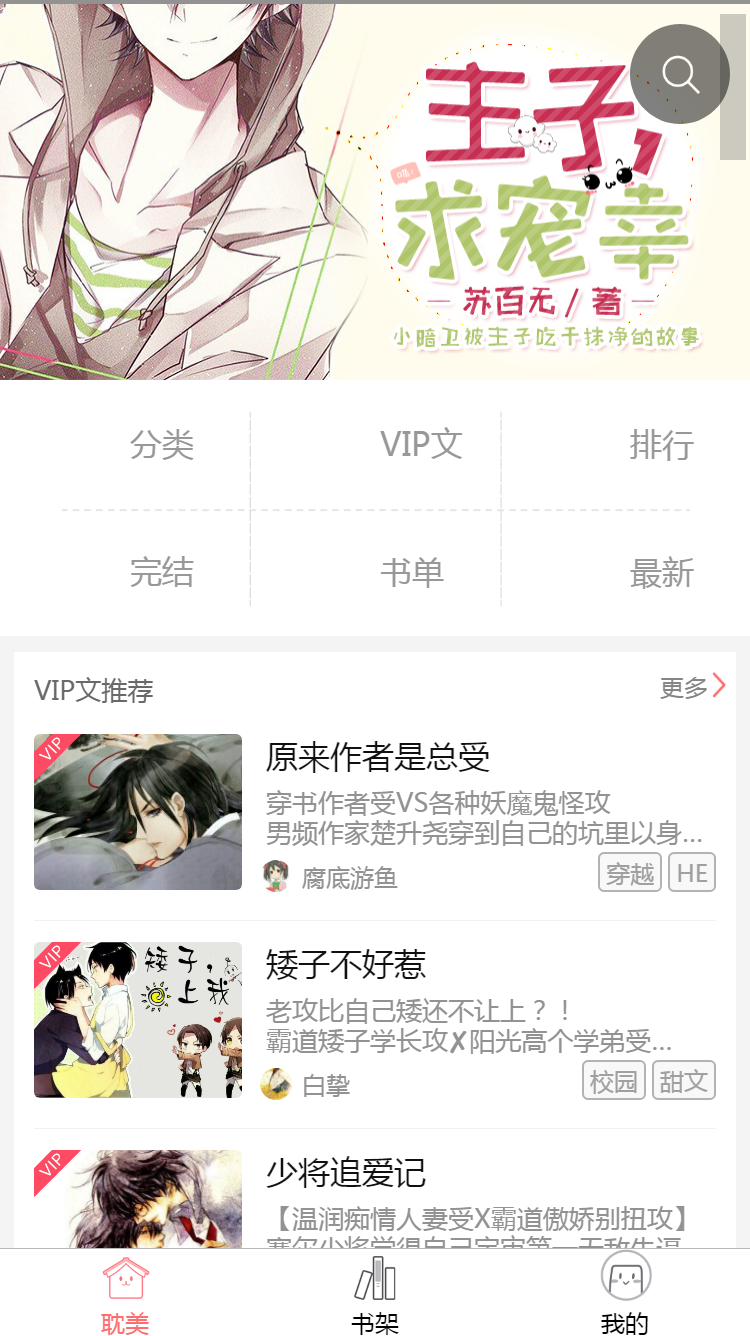 主子,
求宠幸
苏百无/著
小暗卫被主子吃干抹净的故事
分类
VIP文
排行
完结
书单
最新
VIP文推荐
更多
VIP
原来作者是总受
穿书作者受VS各种妖魔鬼怪攻
男频作家楚升尧穿到自己的坑里以身...
腐底游鱼
穿越
HE
VIP
矮子,
上我
矮子不好惹
老攻比自己矮还不让上？！
霸道矮子学长攻✘阳光高个学弟受...
白挚
校园
甜文
VIP
少将追爱记
【温润痴情人妻受X霸道傲娇别扭攻】
耽美
书架
我的